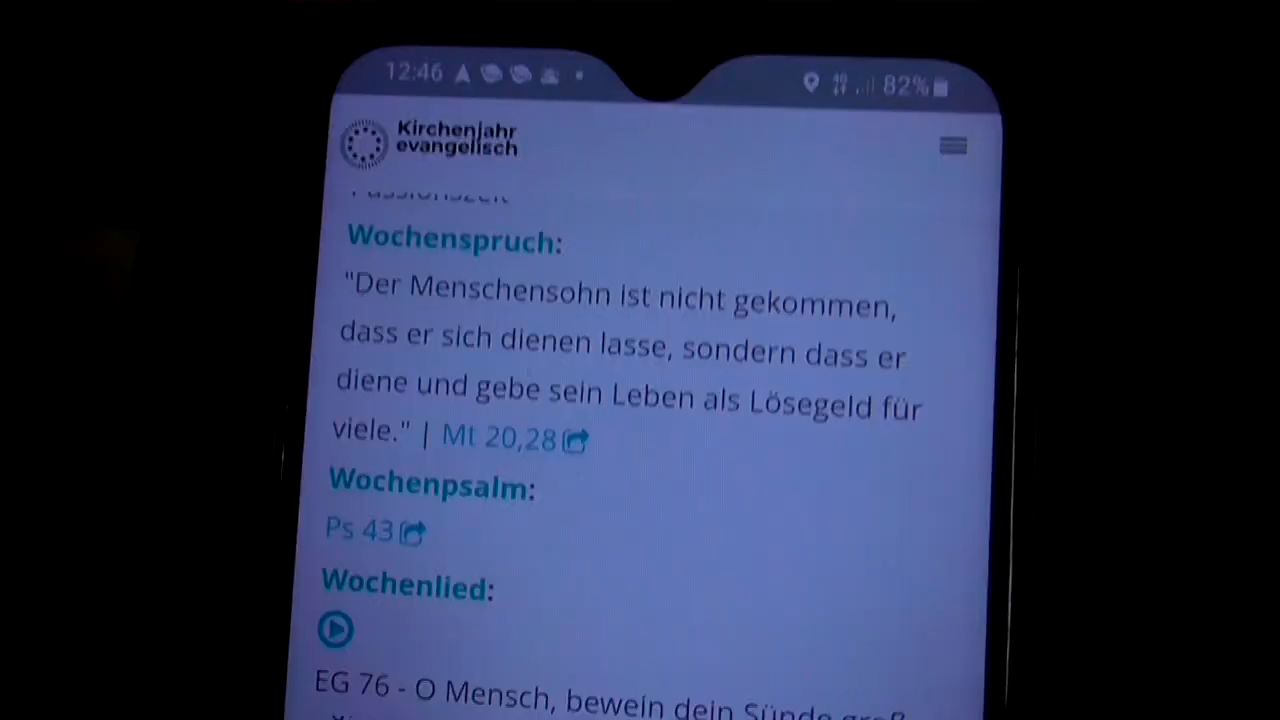 12:46
82%
Kirchenjahr
evangelisch
Passionszeit
Wochenspruch:
"Der Menschensohn ist nicht gekommen,
dass er sich dienen lasse, sondern dass er
diene und gebe sein Leben als Lösegeld für
viele." | Mt 20,28
Wochenpsalm:
Ps 43
Wochenlied:
EG 76 - O Mensch, bewein dein Sünde groß